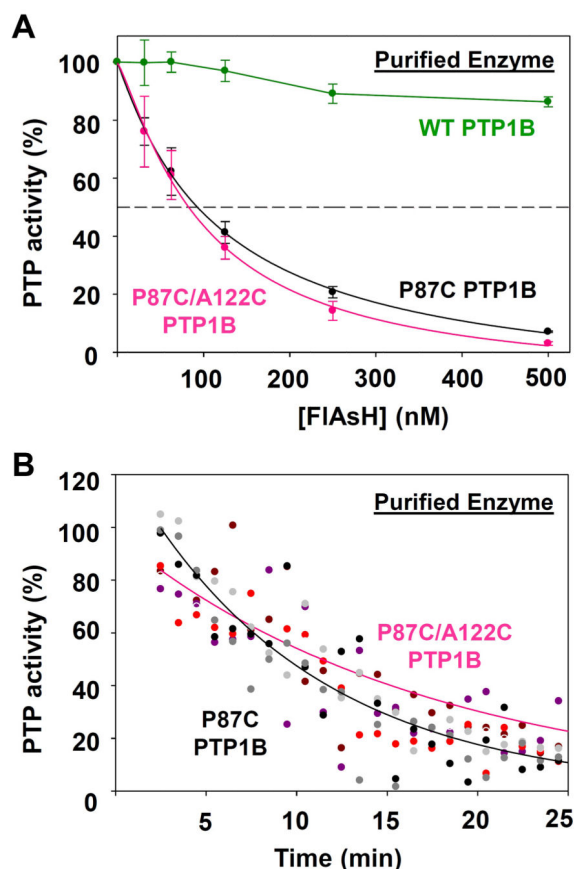 A
Purified Enzyme
100
80
60
40
20
0
PTP activity (%)
WT PTP1B
P87C PTP1B
P87C/A122C
PTP1B
0
100
200
300
400
500
[FlAsH] (nM)
B
Purified Enzyme
120
100
80
60
40
20
0
PTP activity (%)
P87C/A122C
PTP1B
P87C
PTP1B
5
10
15
20
25
Time (min)